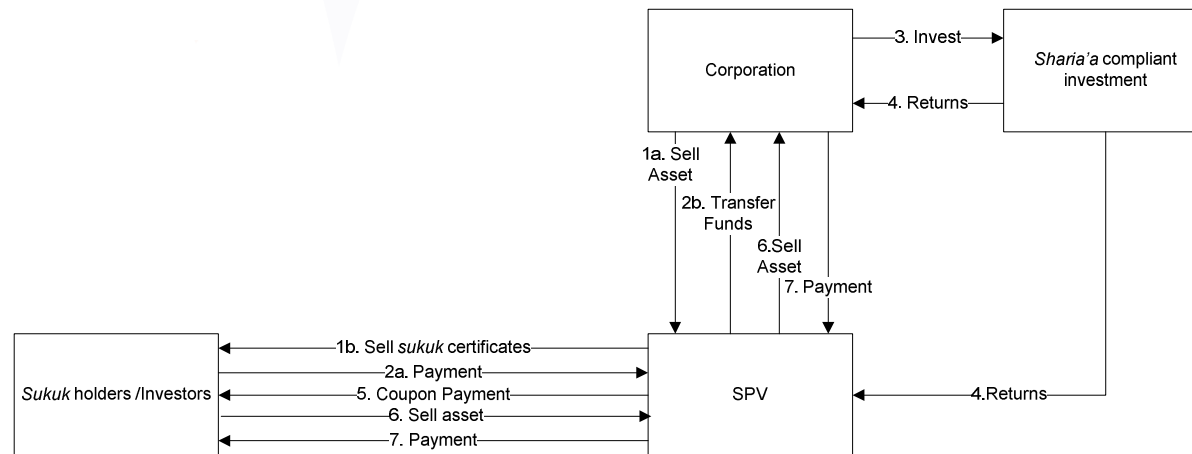 Corporation
3. Invest
4. Returns
Sharia'a compliant
investment
1a. Sell
Asset
2b. Transfer
Funds
6.Sell
Asset
7. Payment
Sukuk holders /Investors
1b. Sell sukuk certificates
2a. Payment
5. Coupon Payment
6. Sell asset
7. Payment
SPV
4.Returns